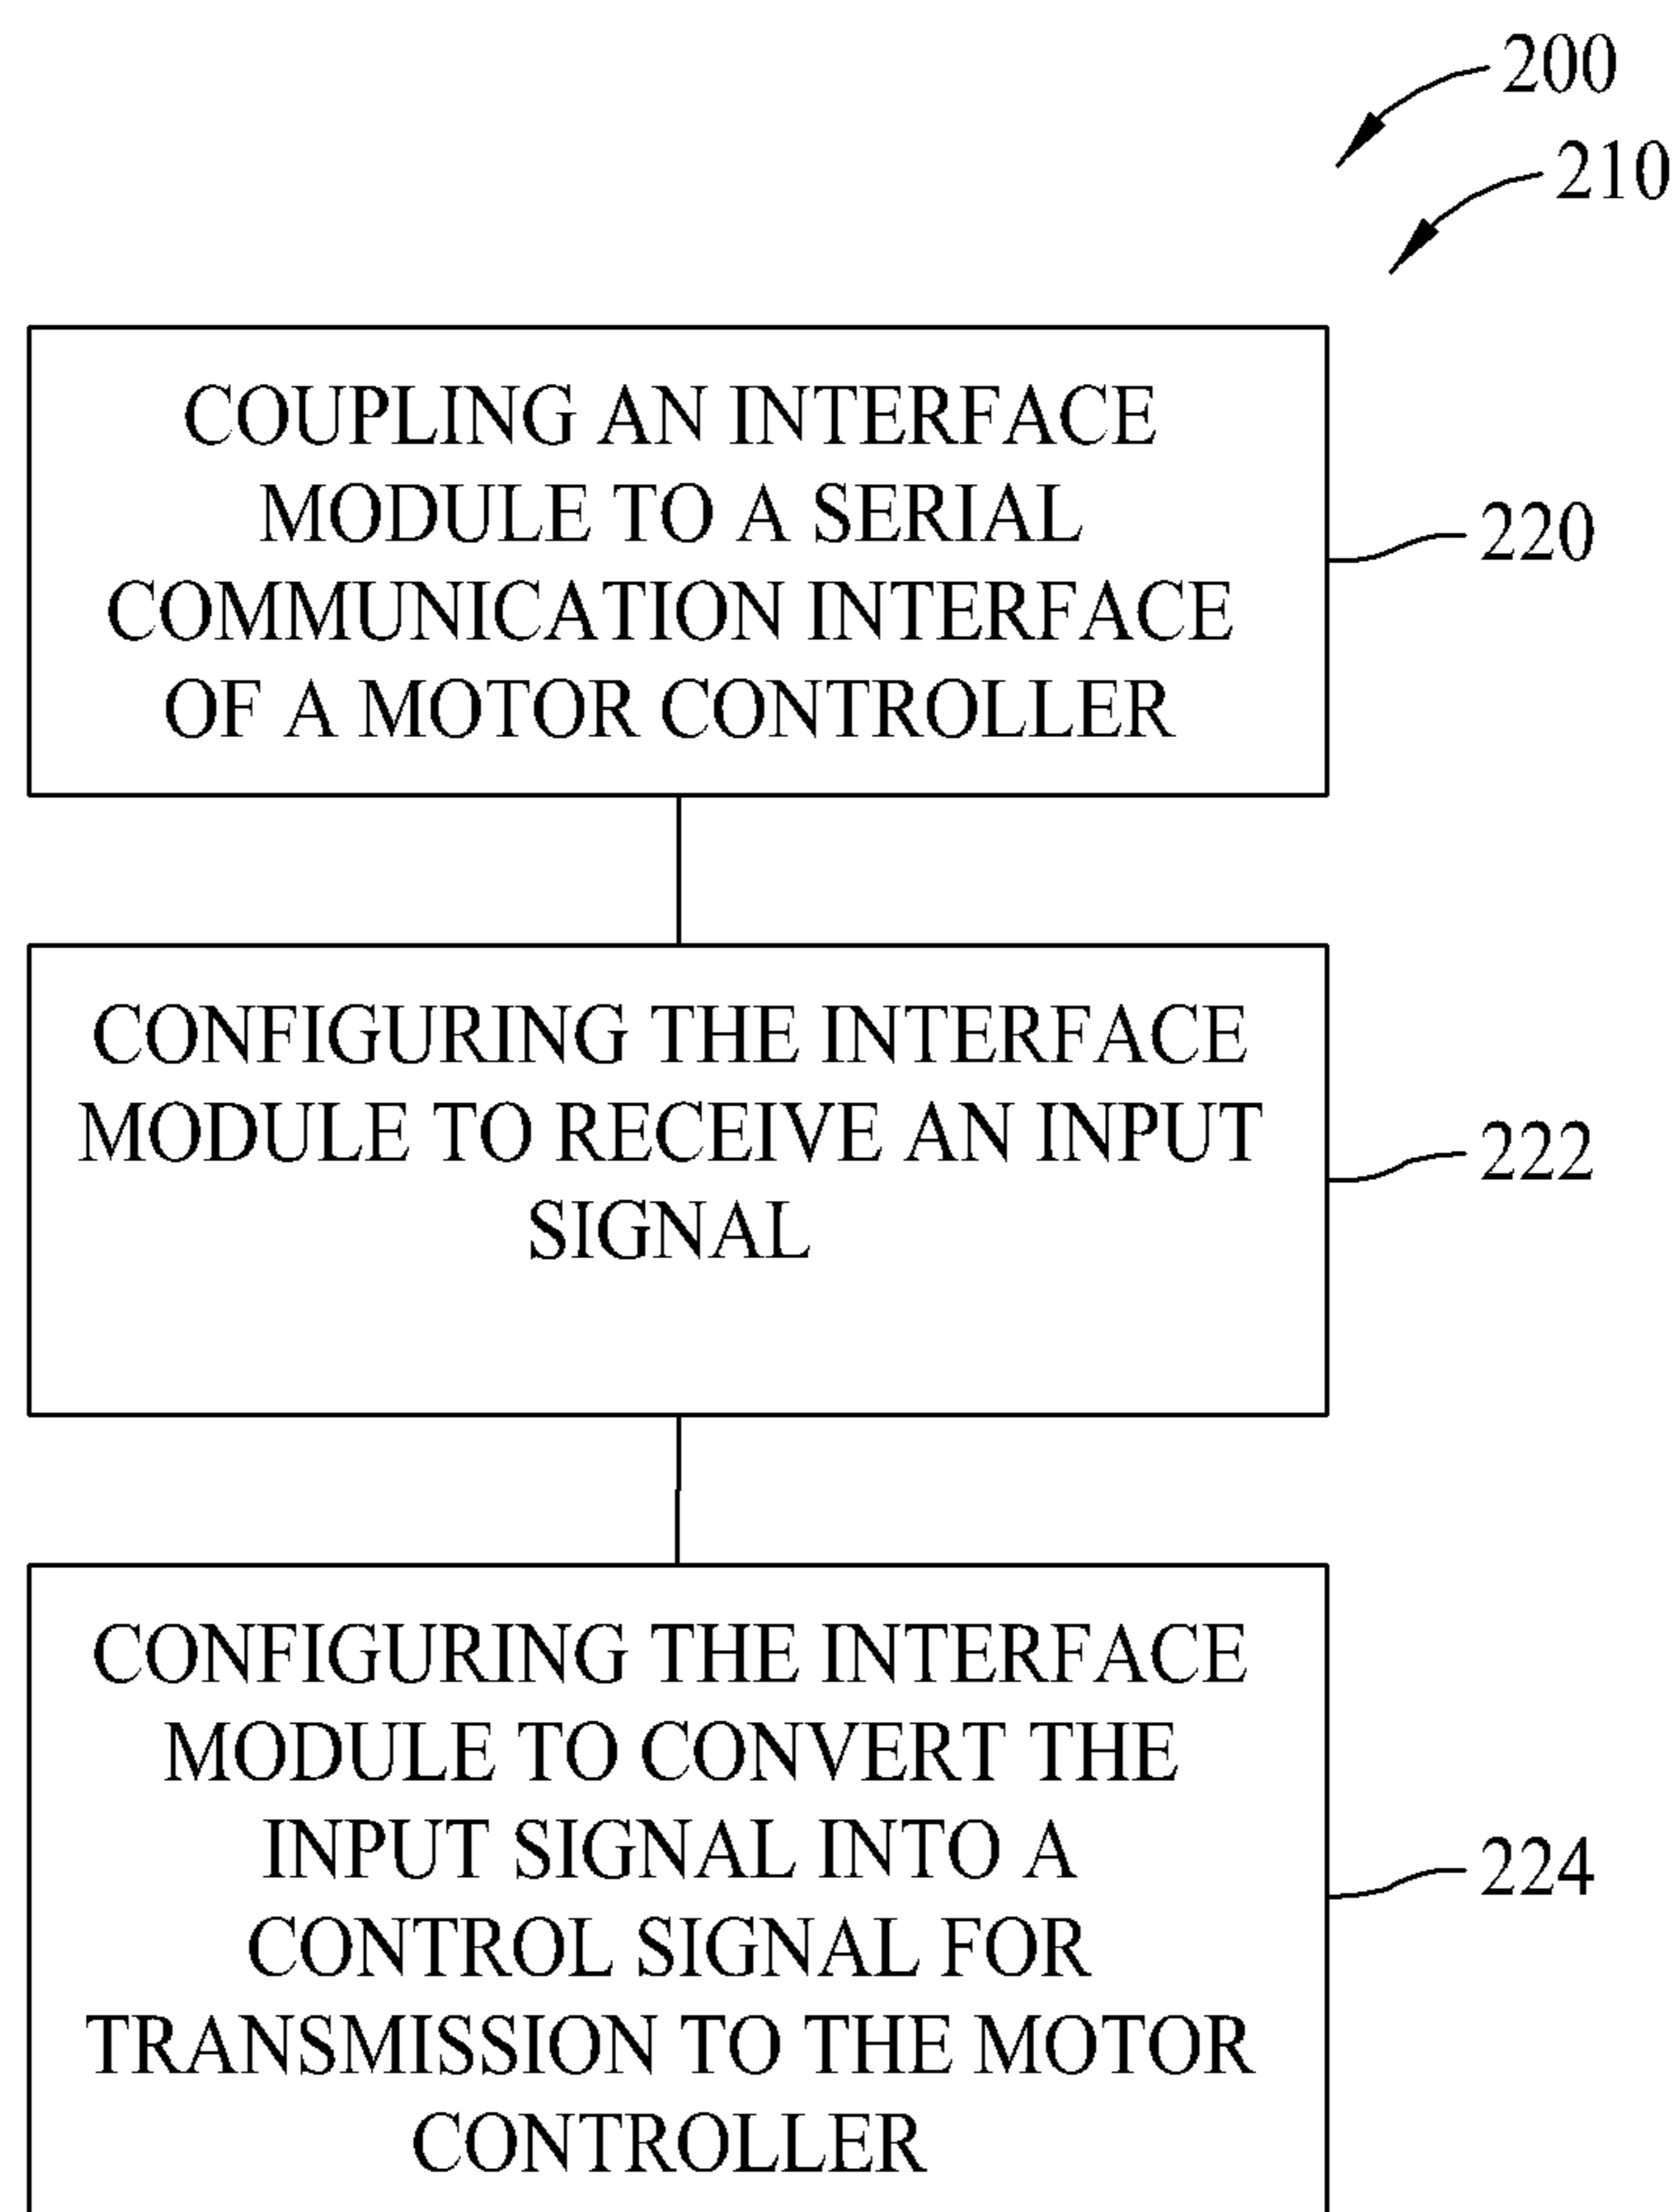 200
210
COUPLING AN INTERFACE
MODULE TO A SERIAL
COMMUNICATION INTERFACE
OF A MOTOR CONTROLLER
220
CONFIGURING THE INTERFACE
MODULE TO RECEIVE AN INPUT
SIGNAL
222
CONFIGURING THE INTERFACE
MODULE TO CONVERT THE
INPUT SIGNAL INTO A
CONTROL SIGNAL FOR
TRANSMISSION TO THE MOTOR
CONTROLLER
224